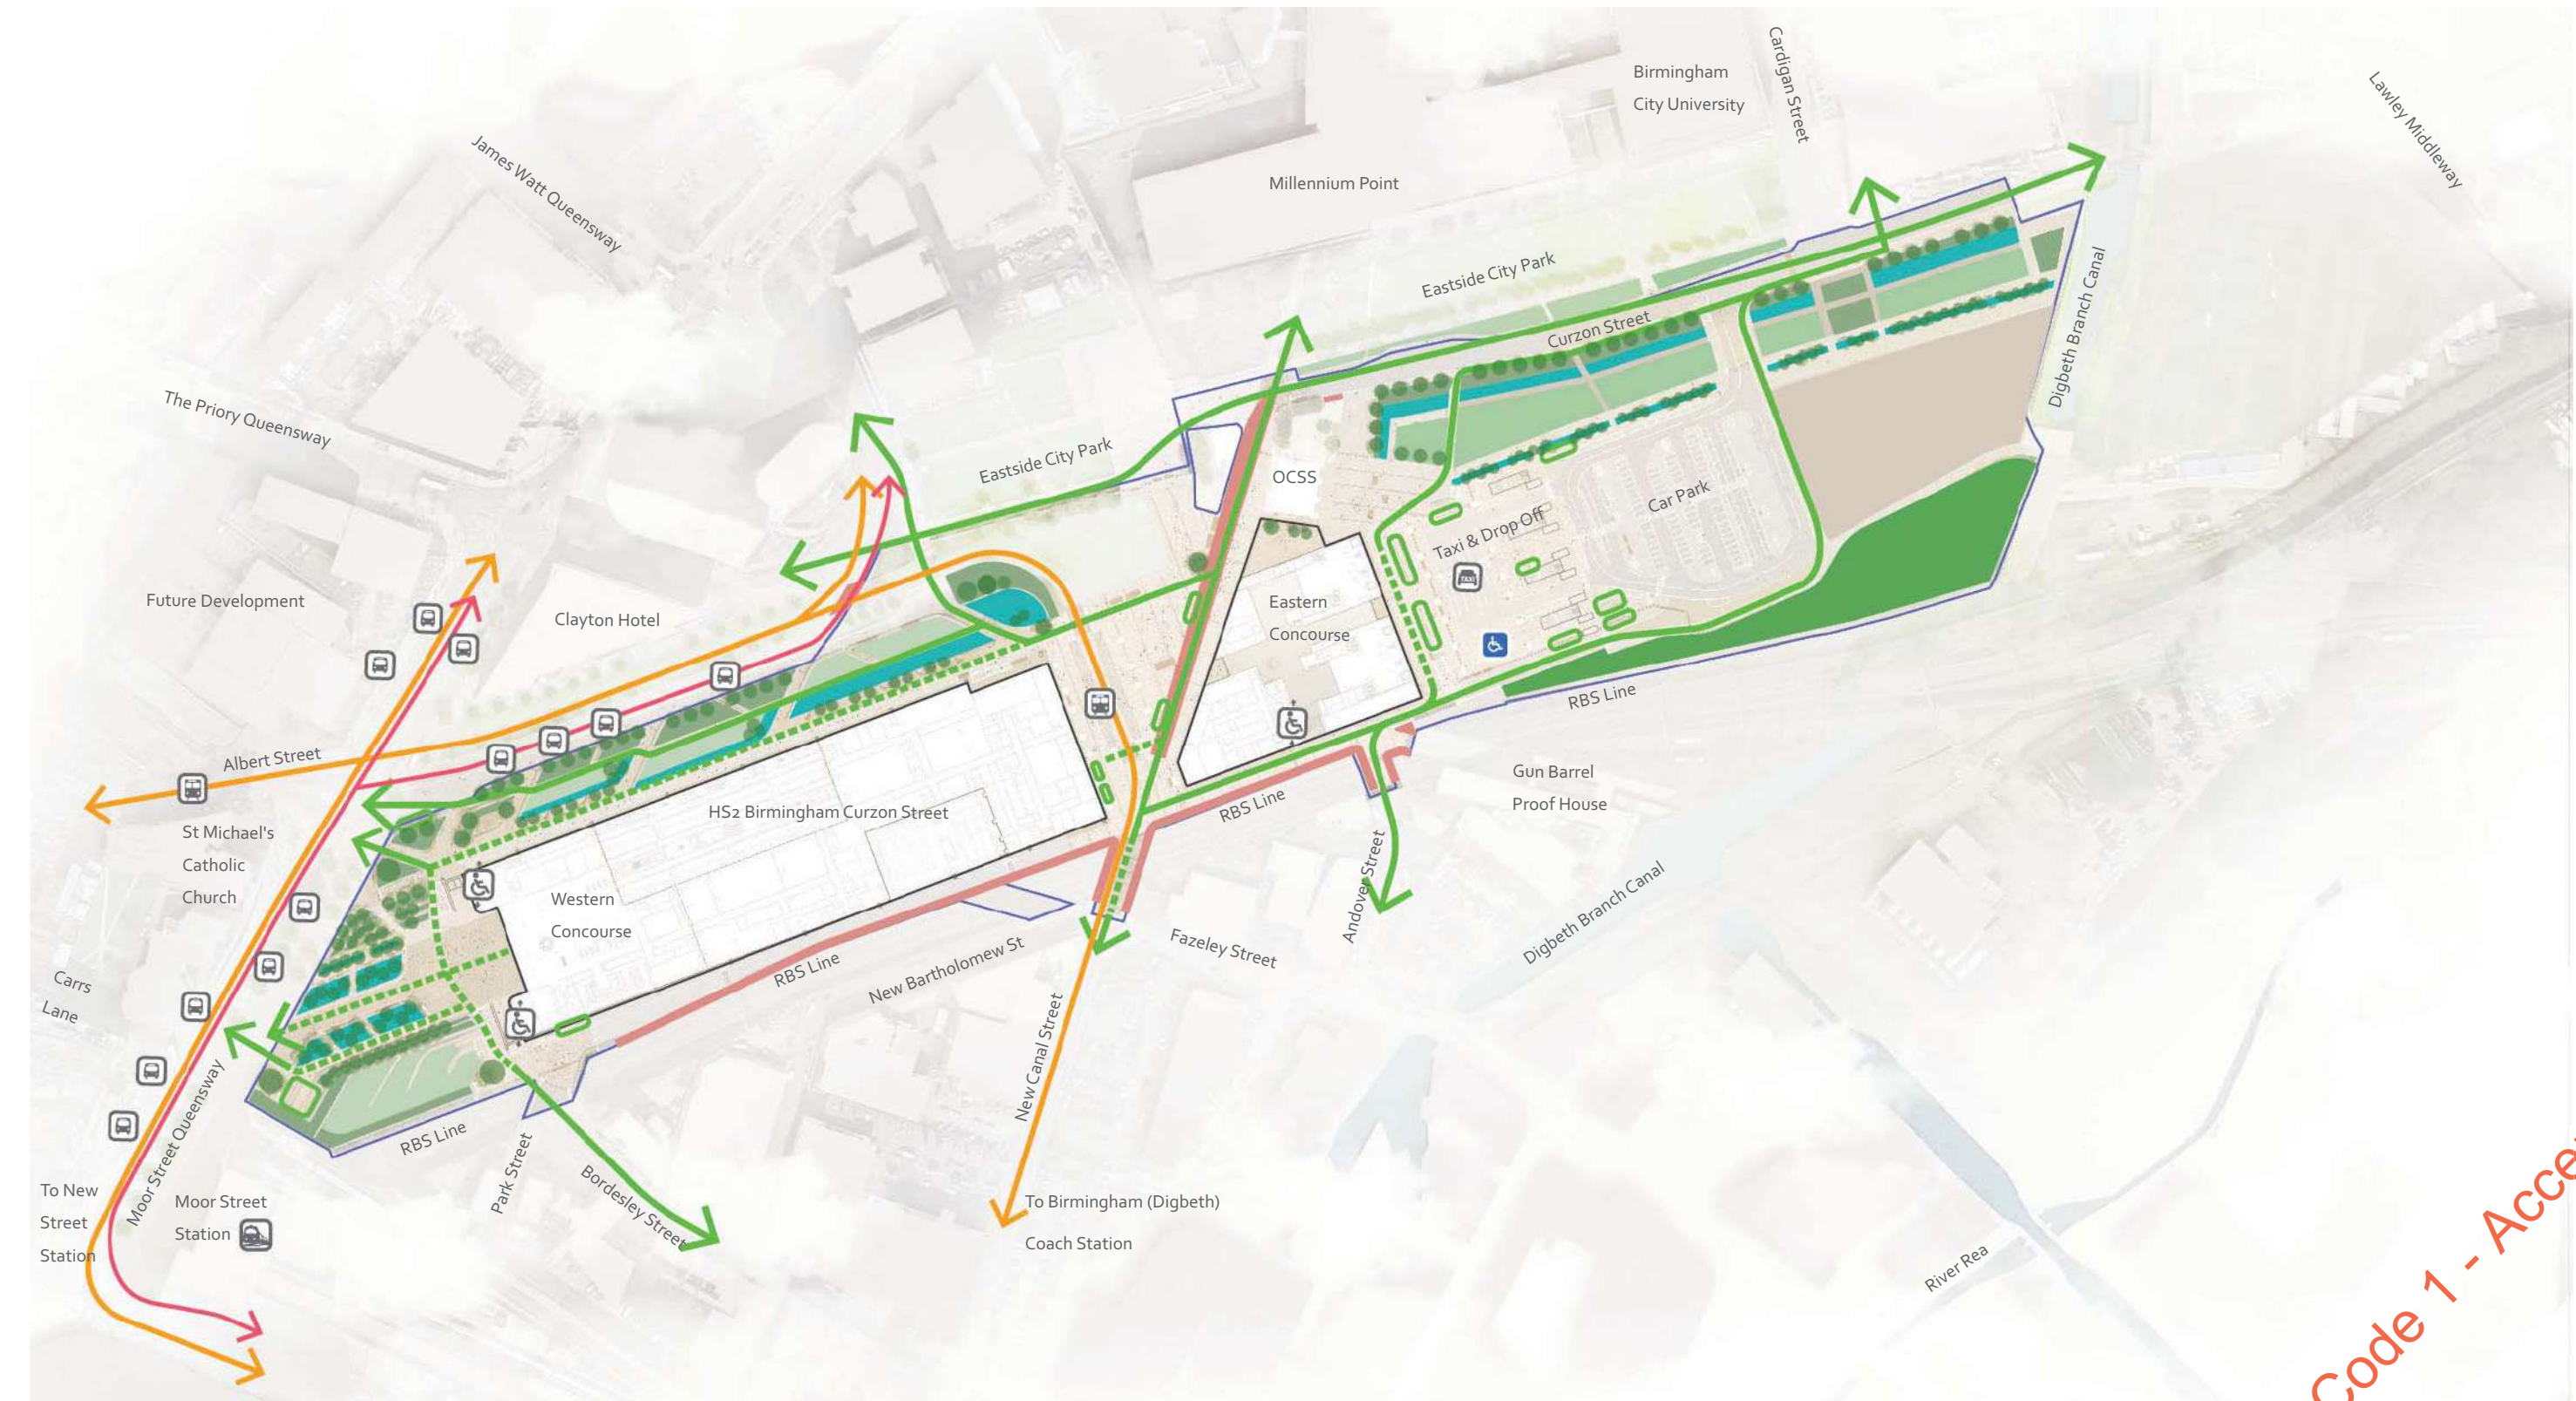 Birmingham
City University
Cardigan Street
Lawley Middleway
James Watt Queensway
Millennium Point
Eastside City Park
Curzon Street
Digbeth Branch Canal
The Priory Queensway
Eastside City Park
OCSS
Car Park
Taxi & Drop Off
TAXI
Future Development
Clayton Hotel
Eastern
Concourse
RBS Line
Albert Street
HS2 Birmingham Curzon Street
RBS Line
Gun Barrel
Proof House
St Michael's
Catholic
Church
Western
Concourse
Andover Street
Digbeth Branch Canal
Carrs
Lane
RBS Line
New Bartholomew St
Fazeley Street
New Canal Street
Moor Street Queensway
RBS Line
Park Street
Bordesley Street
To New
Street
Station
Moor Street
Station
To Birmingham (Digbeth)
Coach Station
River Rea
Code 1 - Acce